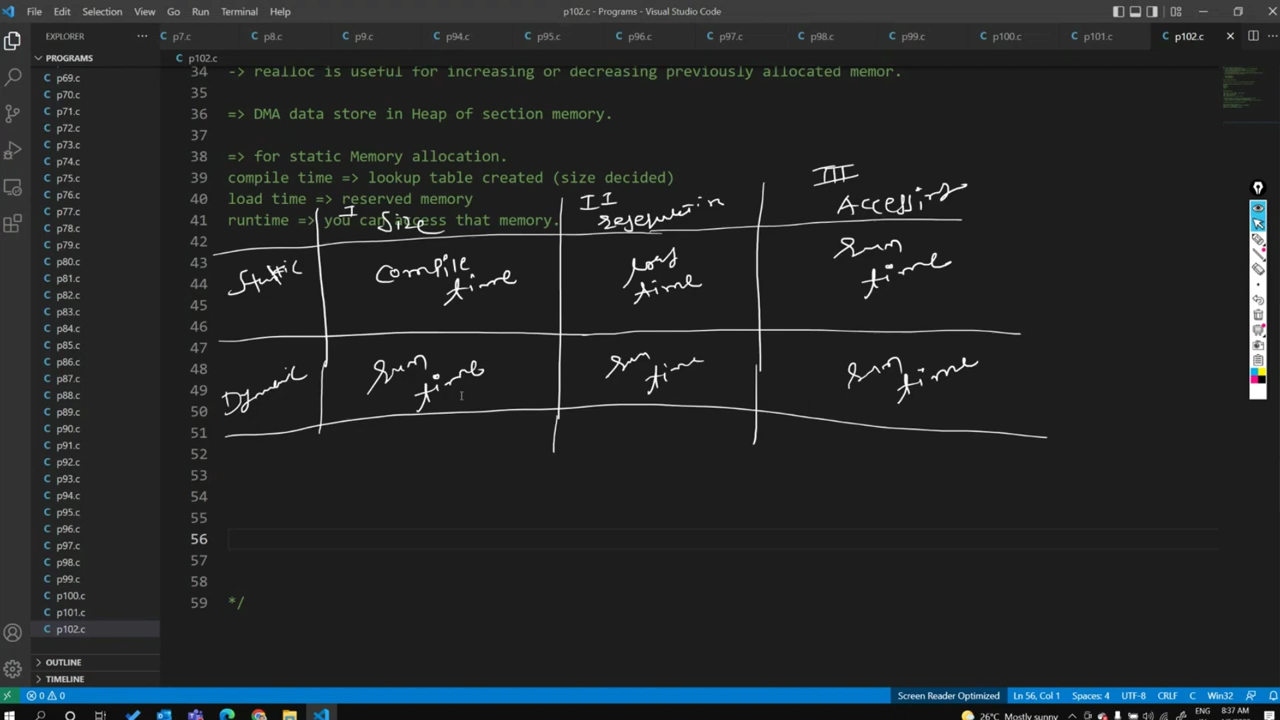 File Edit Selection View Go Run Terminal Help
p102.c - Programs - Visual Studio Code
EXPLORER
p7.c p8.c p9.c p94.c p95.c p96.c p97.c p98.c p99.c p100.c p101.c p102.c
PROGRAMS
p102.c
p69.c
p70.c
p71.c
p72.c
p73.c
p74.c
p75.c
p76.c
p77.c
p78.c
p79.c
p80.c
p81.c
p82.c
p83.c
p84.c
p85.c
p86.c
p87.c
p88.c
p89.c
p90.c
p91.c
p92.c
p93.c
p94.c
p95.c
p96.c
p97.c
p98.c
p99.c
p100.c
p101.c
p102.c
OUTLINE
TIMELINE
34 -> realloc is useful for increasing or decreasing previously allocated memor.
35
36 => DMA data store in Heap of section memory.
37
38 => for static Memory allocation.
39 compile time => lookup table created (size decided)
40 load time => reserved memory
41 runtime => you can access that memory.
42
43
44
45
46
47
48
49
50
51
52
53
54
55
56
57
58
59 */
I II III
Size Accessing
Static compile time load time run time
Dynamic run time run time run time
0 0
Screen Reader Optimized Ln 56, Col 1 Spaces: 4 UTF-8 CRLF C Win32
26°C Mostly sunny ENG 8:37 AM